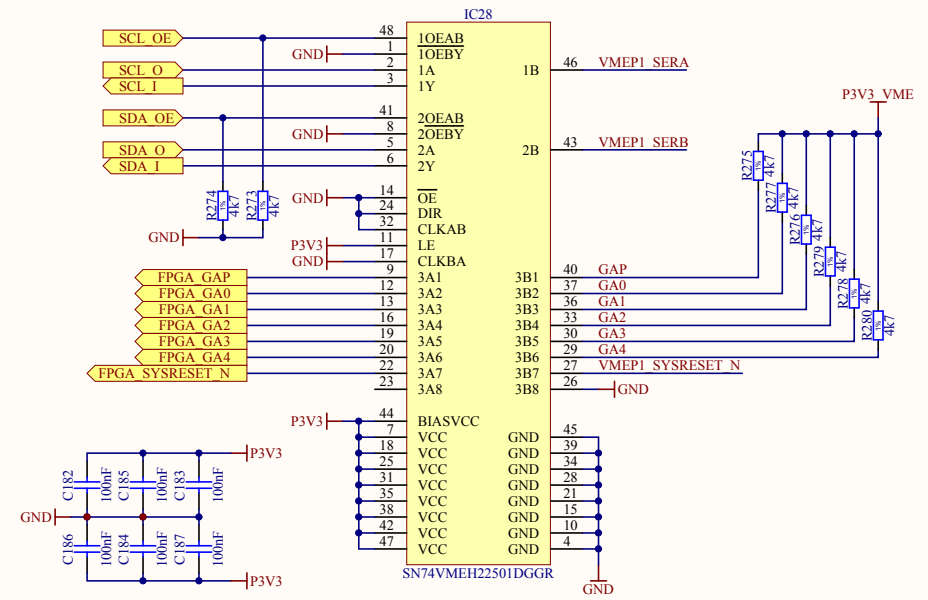 IC28
SCL_OE 48 1OEAB
GND 1 1OEBY
SCL_O 2 1A 1B 46 VMEP1_SERA
SCL_I 3 1Y
P3V3_VME
SDA_OE 41 2OEAB
GND 8 2OEBY
SDA_O 5 2A 2B 43 VMEP1_SERB
SDA_I 6 2Y
R275 1% 4k7
R277 1% 4k7
R276 1% 4k7
R279 1% 4k7
R278 1% 4k7
R280 1% 4k7
R274 1% 4k7
R273 1% 4k7
GND
GND 14 OE
24 DIR
32 CLKAB
P3V3 11 LE
GND 17 CLKBA
FPGA_GAP 9 3A1 3B1 40 GAP
FPGA_GA0 12 3A2 3B2 37 GA0
FPGA_GA1 13 3A3 3B3 36 GA1
FPGA_GA2 16 3A4 3B4 33 GA2
FPGA_GA3 19 3A5 3B5 30 GA3
FPGA_GA4 20 3A6 3B6 29 GA4
FPGA_SYSRESET_N 22 3A7 3B7 27 VMEP1_SYSRESET_N
23 3A8 3B8 26 GND
P3V3 44 BIASVCC
7 VCC GND 45
18 VCC GND 39
25 VCC GND 34
31 VCC GND 28
35 VCC GND 21
38 VCC GND 15
42 VCC GND 10
47 VCC GND 4
SN74VMEH22501DGGR
GND
P3V3
C182 100nF
C185 100nF
C183 100nF
GND
C186 100nF
C184 100nF
C187 100nF
P3V3